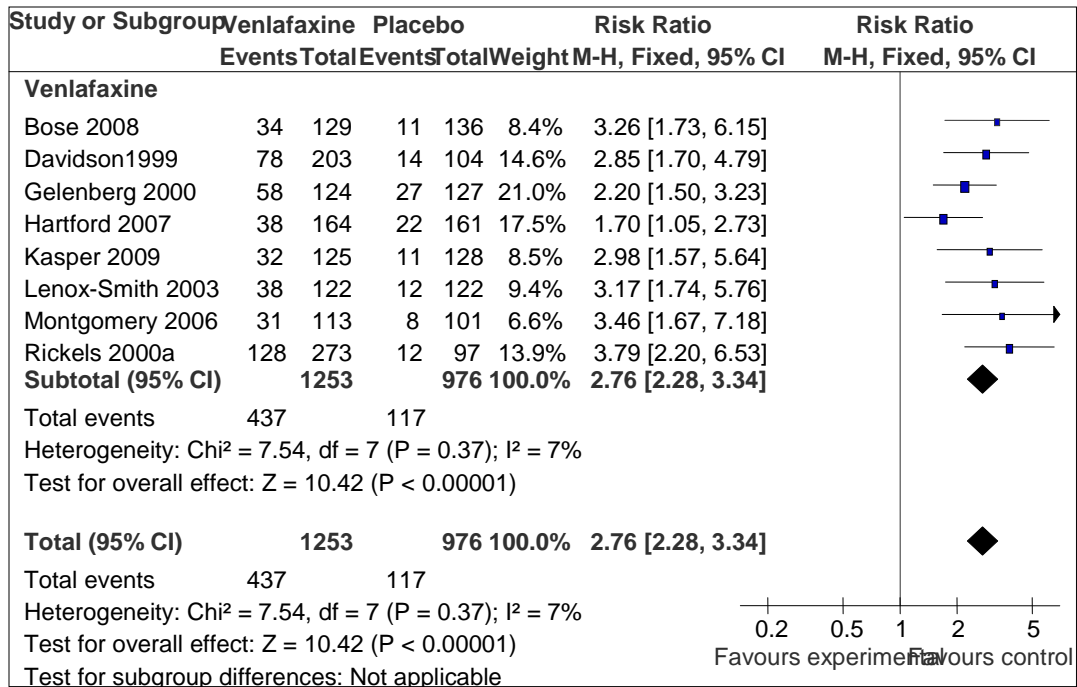 Study or Subgroup Venlafaxine Placebo Risk Ratio Risk Ratio
Events Total Events Total Weight M-H, Fixed, 95% CI M-H, Fixed, 95% CI
Venlafaxine
Bose 2008 34 129 11 136 8.4% 3.26 [1.73, 6.15]
Davidson1999 78 203 14 104 14.6% 2.85 [1.70, 4.79]
Gelenberg 2000 58 124 27 127 21.0% 2.20 [1.50, 3.23]
Hartford 2007 38 164 22 161 17.5% 1.70 [1.05, 2.73]
Kasper 2009 32 125 11 128 8.5% 2.98 [1.57, 5.64]
Lenox-Smith 2003 38 122 12 122 9.4% 3.17 [1.74, 5.76]
Montgomery 2006 31 113 8 101 6.6% 3.46 [1.67, 7.18]
Rickels 2000a 128 273 12 97 13.9% 3.79 [2.20, 6.53]
Subtotal (95% CI) 1253 976 100.0% 2.76 [2.28, 3.34]
Total events 437 117
Heterogeneity: Chi² = 7.54, df = 7 (P = 0.37); I² = 7%
Test for overall effect: Z = 10.42 (P < 0.00001)
Total (95% CI) 1253 976 100.0% 2.76 [2.28, 3.34]
Total events 437 117
Heterogeneity: Chi² = 7.54, df = 7 (P = 0.37); I² = 7%
Test for overall effect: Z = 10.42 (P < 0.00001)
Test for subgroup differences: Not applicable
0.2 0.5 1 2 5
Favours experimental Favours control